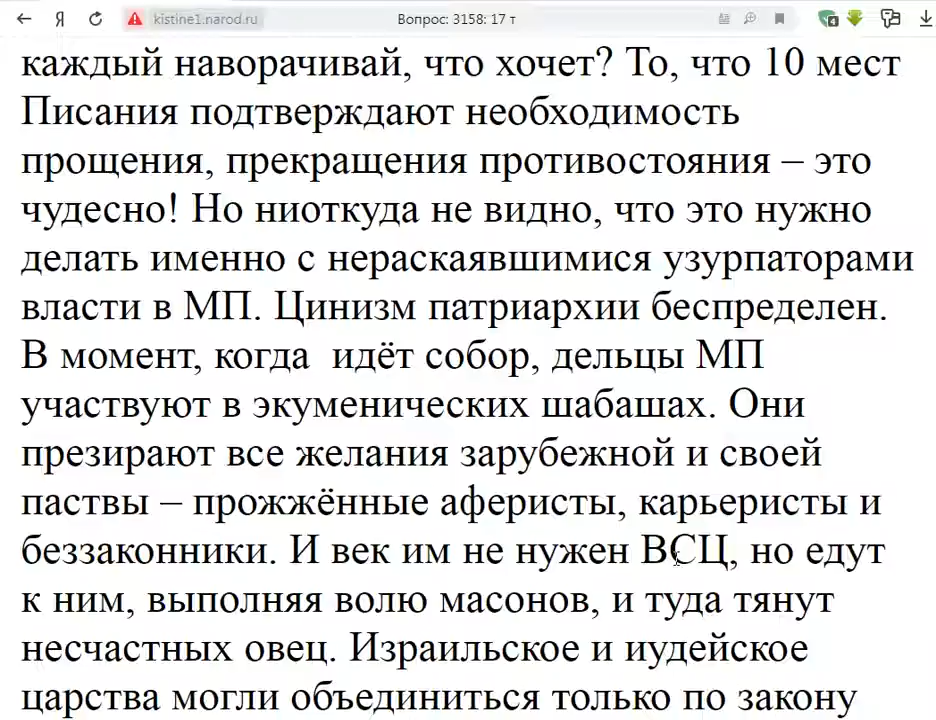 kistine1.narod.ru
Вопрос: 3158: 17 т
4
каждый наворачивай, что хочет? То, что 10 мест
Писания подтверждают необходимость
прощения, прекращения противостояния – это
чудесно! Но ниоткуда не видно, что это нужно
делать именно с нераскаявшимися узурпаторами
власти в МП. Цинизм патриархии беспределен.
В момент, когда  идёт собор, дельцы МП
участвуют в экуменических шабашах. Они
презирают все желания зарубежной и своей
паствы – прожжённые аферисты, карьеристы и
беззаконники. И век им не нужен ВСЦ, но едут
к ним, выполняя волю масонов, и туда тянут
несчастных овец. Израильское и иудейское
царства могли объединиться только по закону